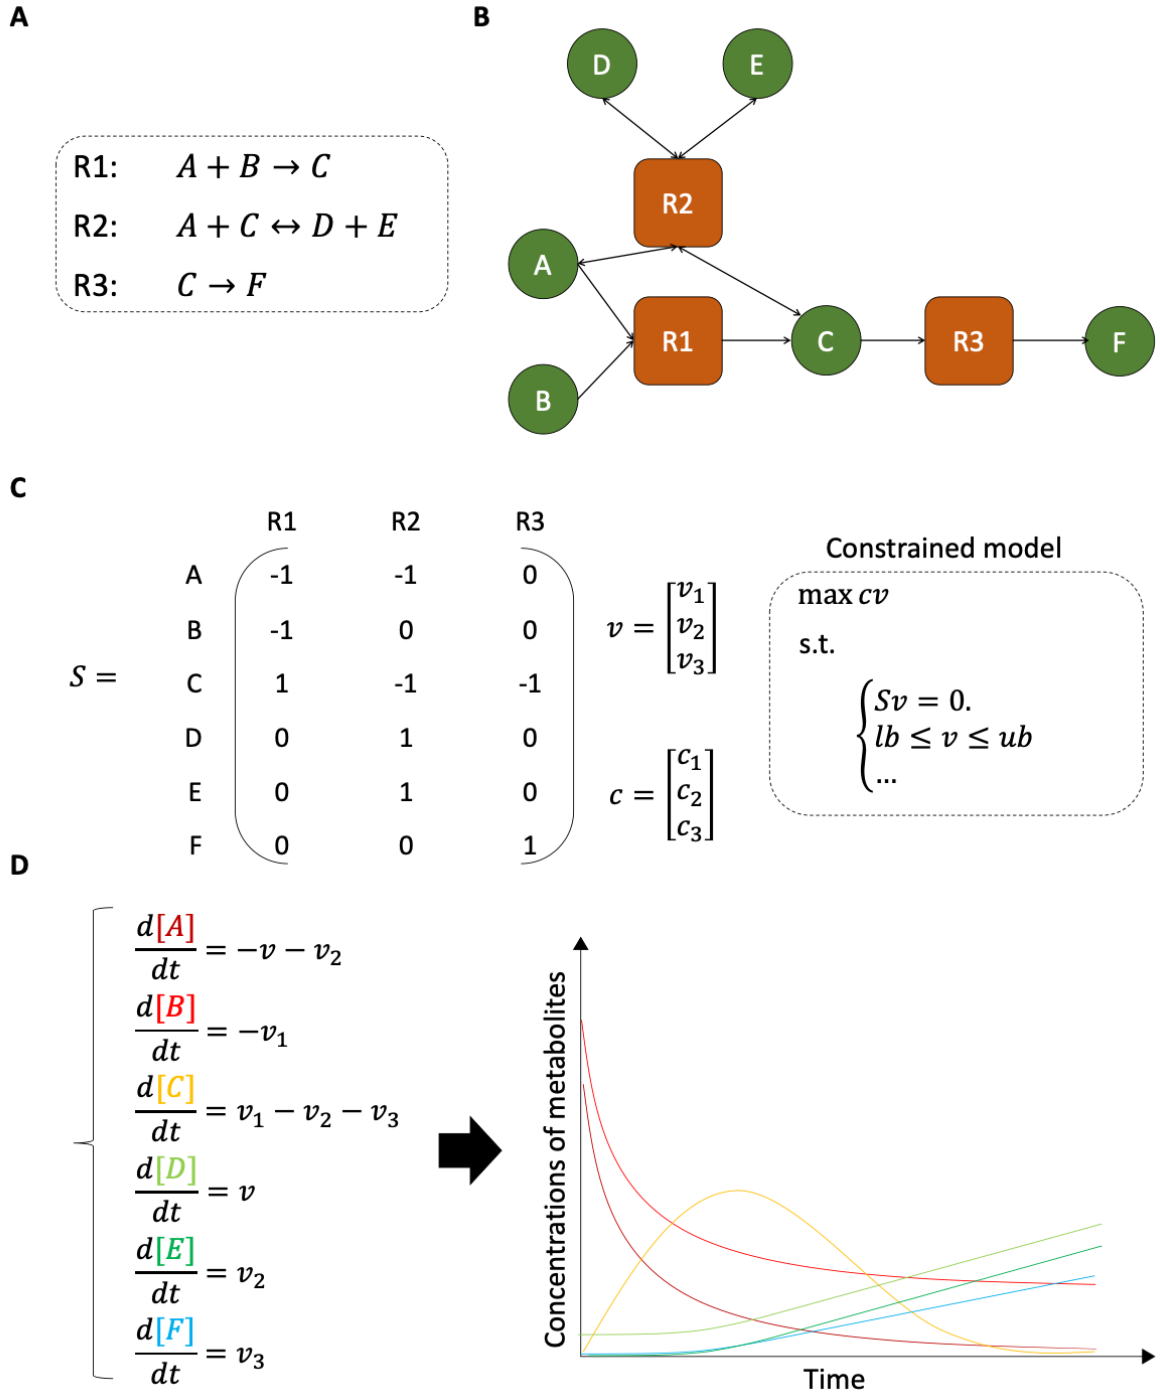 A
R1: A + B → C
R2: A + C ↔ D + E
R3: C → F
B
D E
R2
A
R1 C R3 F
B
C
R1 R2 R3
A -1 -1 0
B -1 0 0
C 1 -1 -1
D 0 1 0
E 0 1 0
F 0 0 1
S =
v = [v₁ v₂ v₃]
c = [c₁ c₂ c₃]
Constrained model
max cv
s.t.
Sv = 0.
lb ≤ v ≤ ub
...
D
d[A]/dt = −v − v₂
d[B]/dt = −v₁
d[C]/dt = v₁ − v₂ − v₃
d[D]/dt = v
d[E]/dt = v₂
d[F]/dt = v₃
Concentrations of metabolites
Time